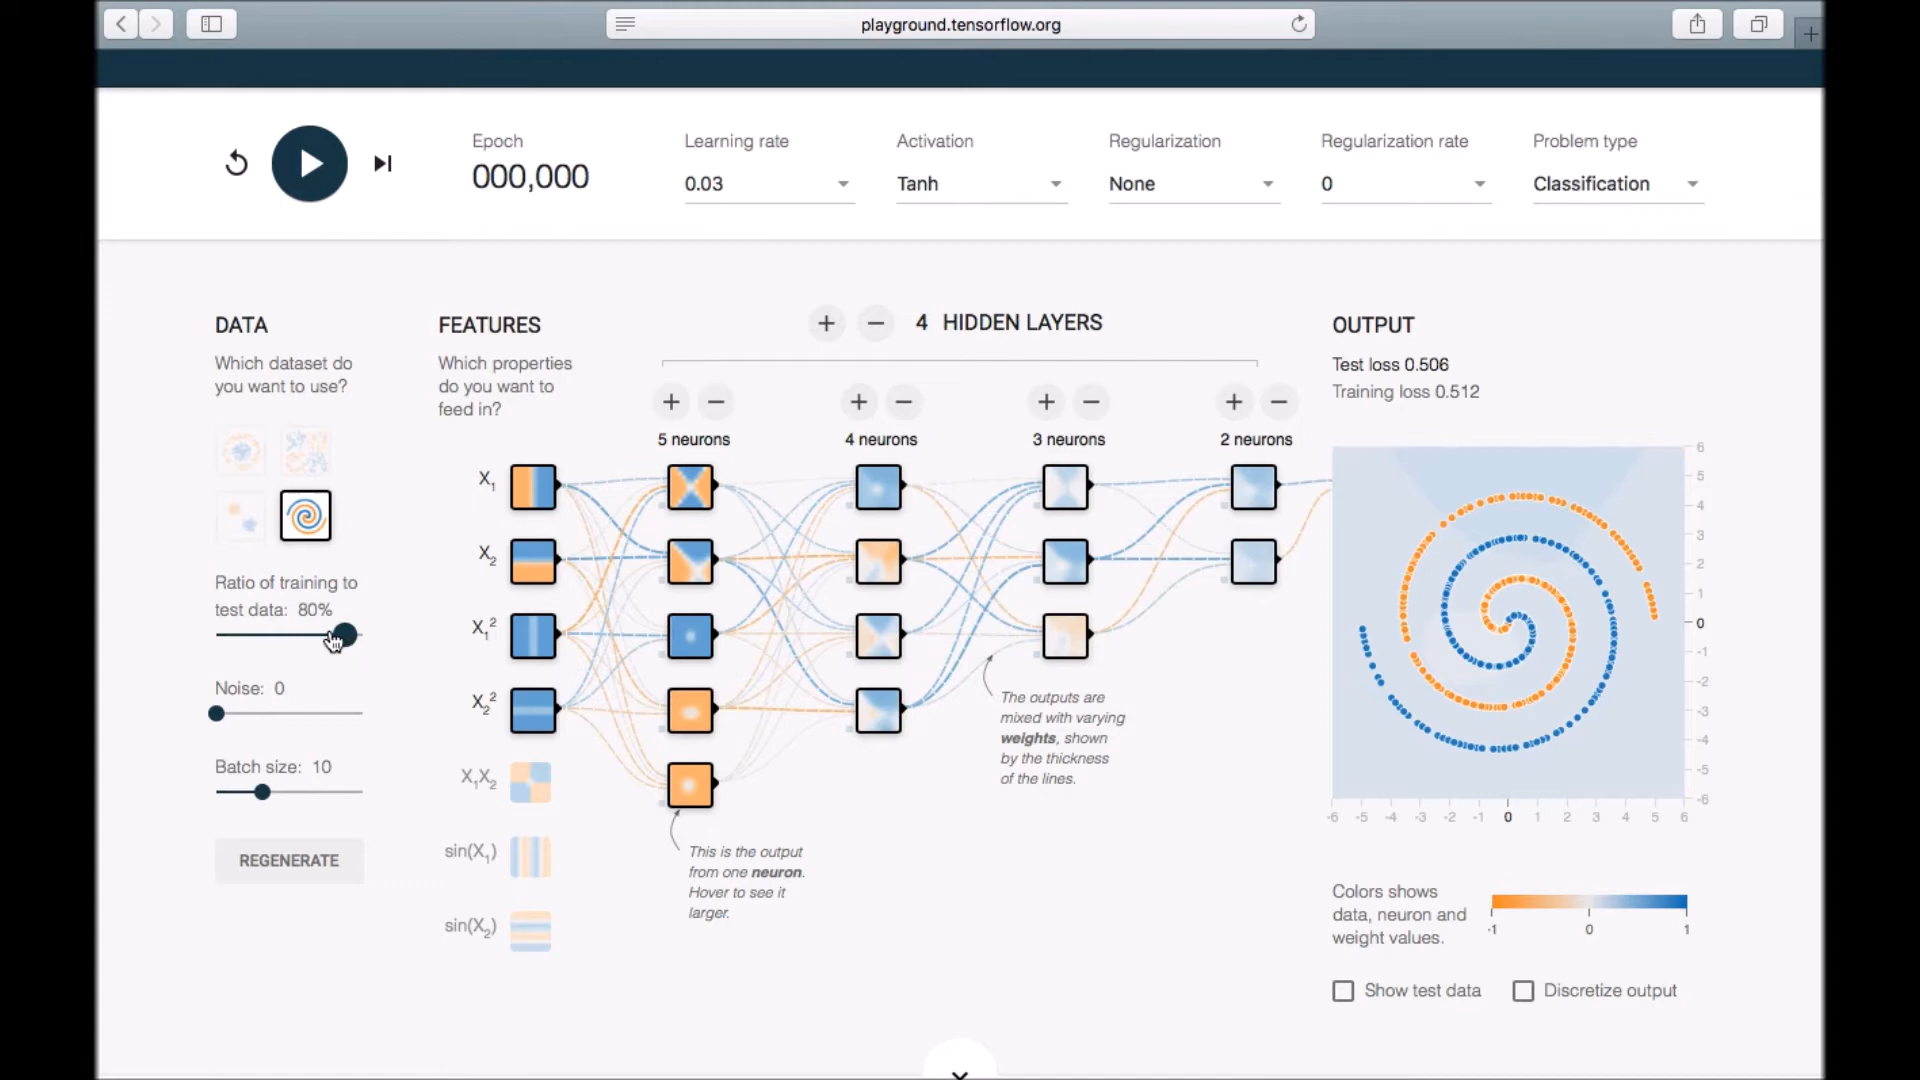 playground.tensorflow.org
Epoch
000,000
Learning rate
0.03
Activation
Tanh
Regularization
None
Regularization rate
0
Problem type
Classification
DATA
Which dataset do
you want to use?
Ratio of training to
test data: 80%
Noise: 0
Batch size: 10
REGENERATE
FEATURES
Which properties
do you want to
feed in?
X₁
X₂
X₁²
X₂²
X₁X₂
sin(X₁)
sin(X₂)
+ − 4 HIDDEN LAYERS
+ −
5 neurons
+ −
4 neurons
+ −
3 neurons
+ −
2 neurons
This is the output
from one neuron.
Hover to see it
larger.
The outputs are
mixed with varying
weights, shown
by the thickness
of the lines.
OUTPUT
Test loss 0.506
Training loss 0.512
6
5
4
3
2
1
0
-1
-2
-3
-4
-5
-6
-6 -5 -4 -3 -2 -1 0 1 2 3 4 5 6
Colors shows
data, neuron and
weight values.
-1 0 1
Show test data
Discretize output